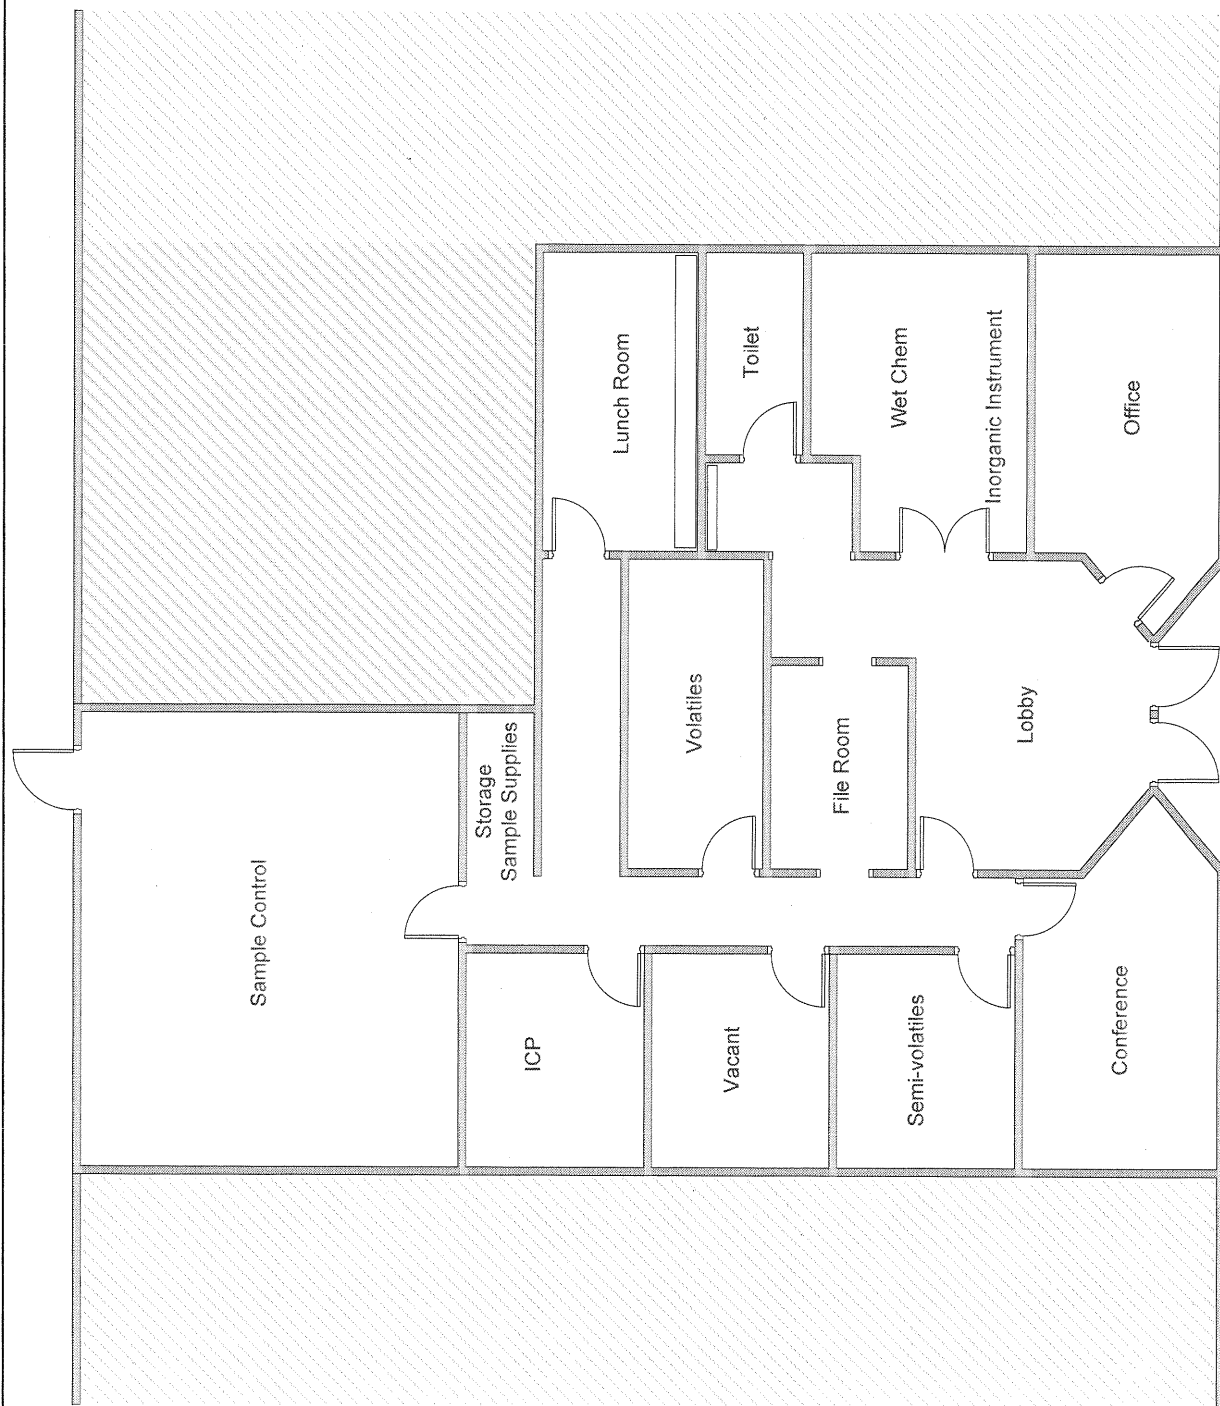 Sample Control
Storage
Sample Supplies
Lunch Room
Toilet
Volatiles
Wet Chem
Inorganic Instrument
File Room
ICP
Vacant
Semi-volatiles
Lobby
Office
Conference